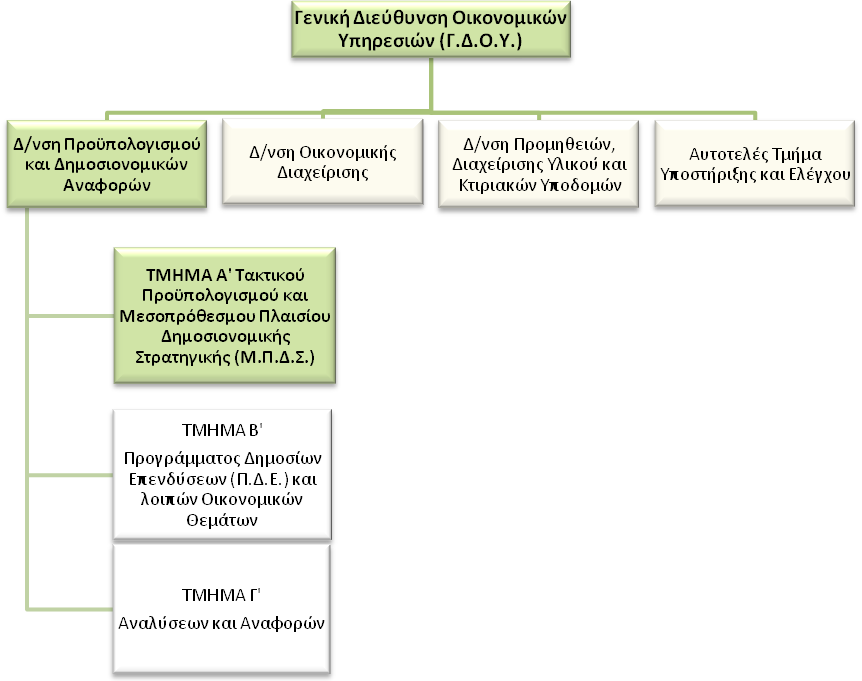 Γενική Διεύθυνση Οικονομικών
Υπηρεσιών (Γ.Δ.Ο.Υ.)
Δ/νση Προϋπολογισμού
και Δημοσιονομικών
Αναφορών
Δ/νση Οικονομικής
Διαχείρισης
Δ/νση Προμηθειών,
Διαχείρισης Υλικού και
Κτιριακών Υποδομών
Αυτοτελές Τμήμα
Υποστήριξης και Ελέγχου
ΤΜΗΜΑ Α' Τακτικού
Προϋπολογισμού και
Μεσοπρόθεσμου Πλαισίου
Δημοσιονομικής
Στρατηγικής (Μ.Π.Δ.Σ.)
ΤΜΗΜΑ Β'
Προγράμματος Δημοσίων
Επενδύσεων (Π.Δ.Ε.) και
λοιπών Οικονομικών
Θεμάτων
ΤΜΗΜΑ Γ'
Αναλύσεων και Αναφορών